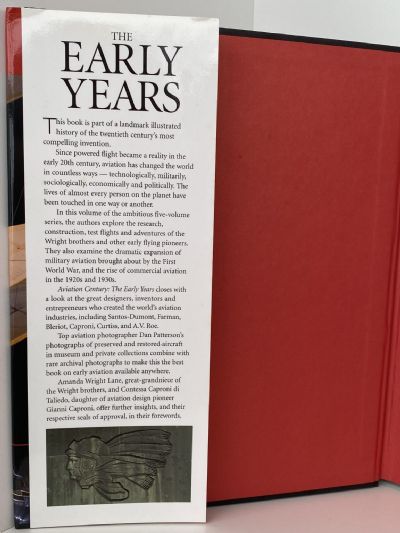 THE
EARLY
YEARS
This book is part of a landmark illustrated
history of the twentieth century's most
compelling invention.
Since powered flight became a reality in the
early 20th century, aviation has changed the world
in countless ways — technologically, militarily,
sociologically, economically and politically. The
lives of almost every person on the planet have
been touched in one way or another.
In this volume of the ambitious five-volume
series, the authors explore the research,
construction, test flights and adventures of the
Wright brothers and other early flying pioneers.
They also examine the dramatic expansion of
military aviation brought about by the First
World War, and the rise of commercial aviation
in the 1920s and 1930s.
Aviation Century: The Early Years closes with
a look at the great designers, inventors and
entrepreneurs who created the world's aviation
industries, including Santos-Dumont, Farman,
Bleriot, Caproni, Curtiss, and A.V. Roe.
Top aviation photographer Dan Patterson's
photographs of preserved and restored aircraft
in museum and private collections combine with
rare archival photographs to make this the best
book on early aviation available anywhere.
Amanda Wright Lane, great-grandniece of
the Wright brothers, and Contessa Caproni di
Taliedo, daughter of aviation design pioneer
Gianni Caproni, offer further insights, and their
respective seals of approval, in their forewords.